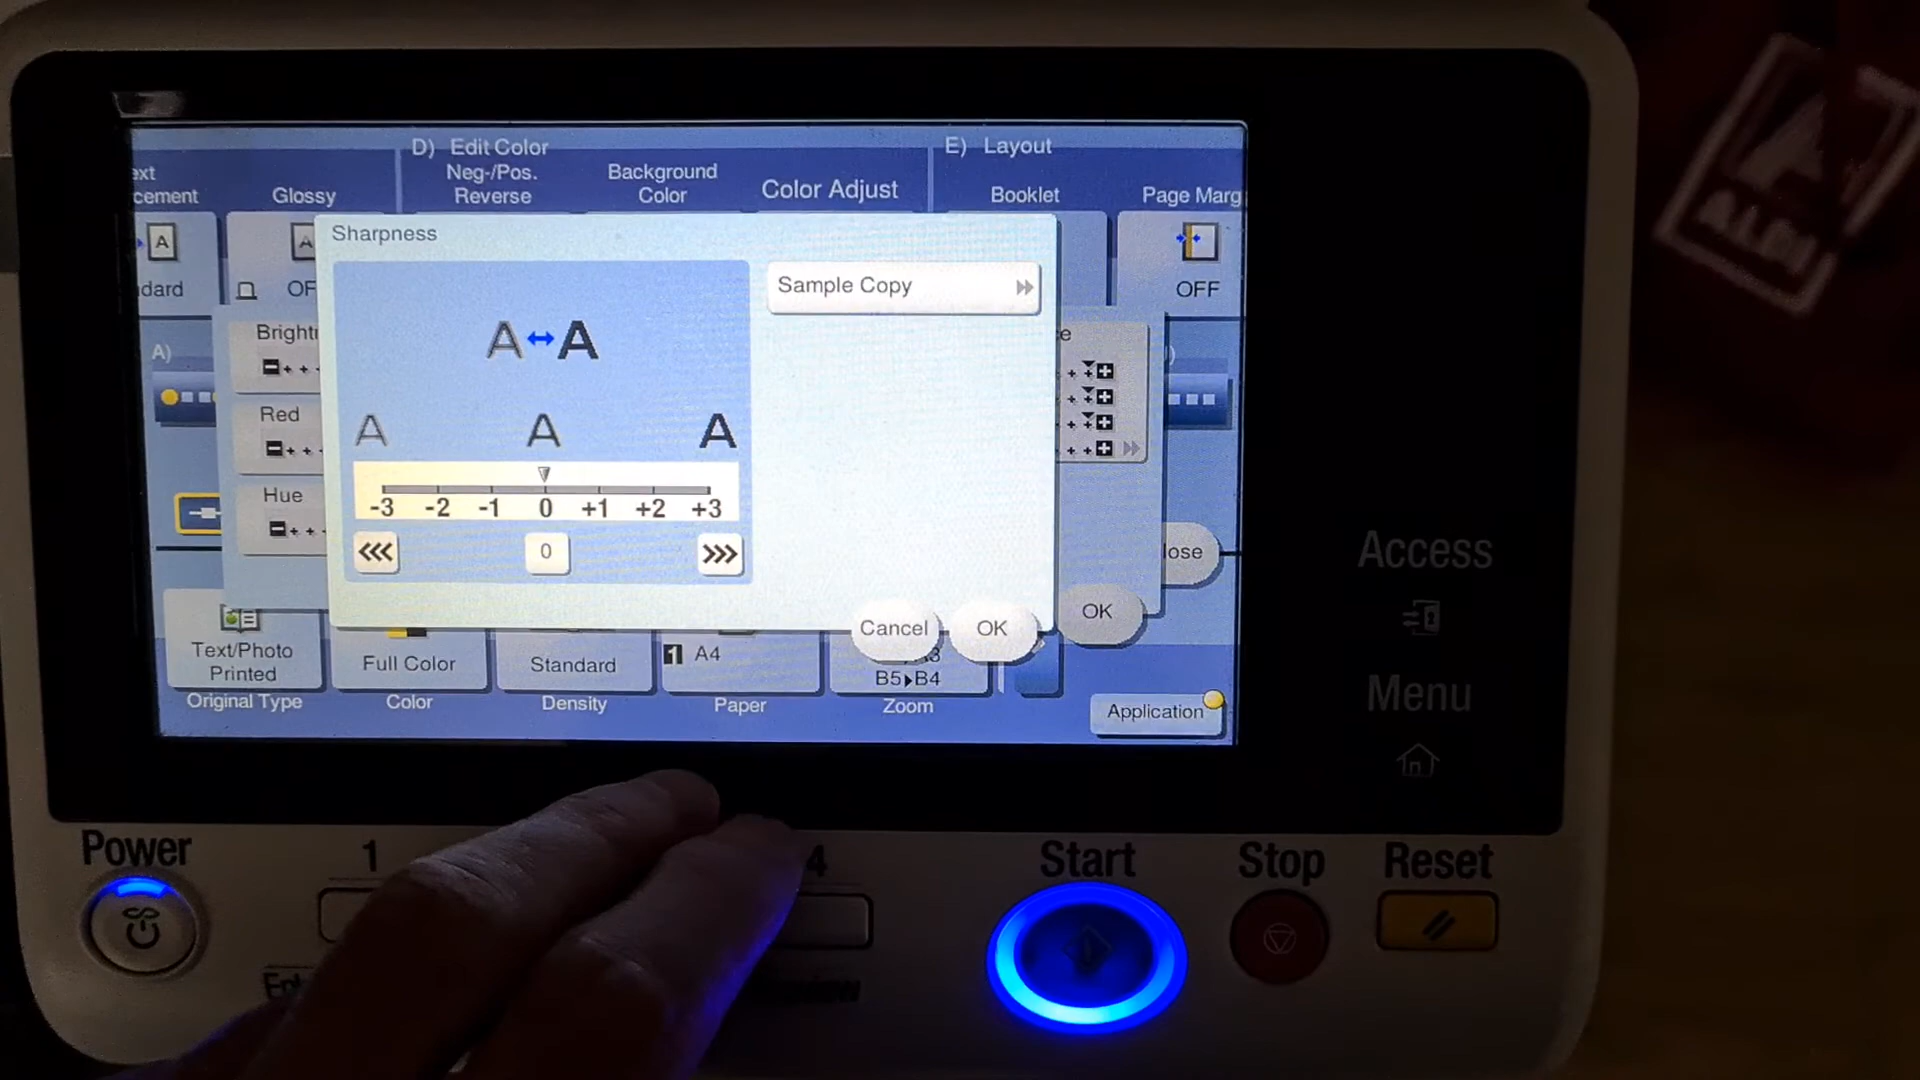 D) Edit Color
E) Layout
ext
cement
Glossy
Neg-/Pos.
Reverse
Background
Color
Color Adjust
Booklet
Page Marg
Sharpness
A
A
dard
OF
OFF
Sample Copy
A A
A)
Bright
Red
Hue
e
A A A
-3 -2 -1 0 +1 +2 +3
0
lose
Cancel
OK
OK
Text/Photo
Printed
Full Color
Standard
1 A4
B5 B4
Original Type
Color
Density
Paper
Zoom
Application
Access
Menu
Power
1
4
Start
Stop
Reset